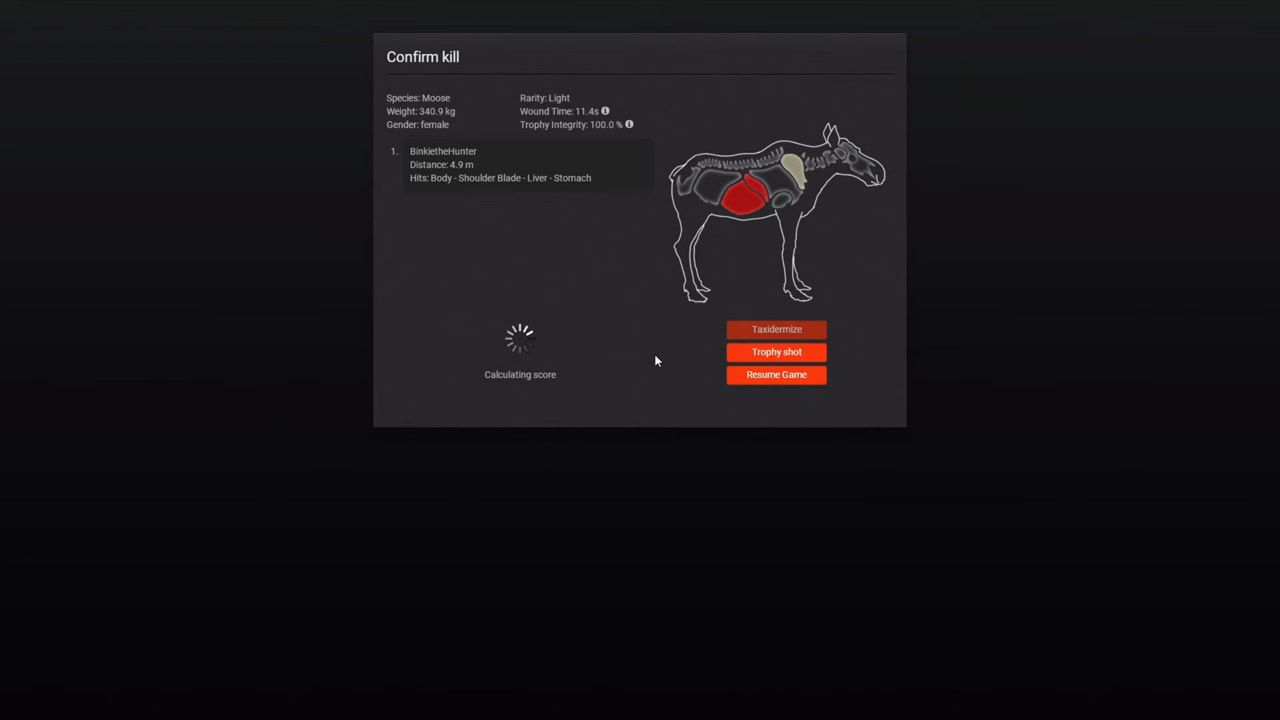 Confirm kill
Species: Moose
Weight: 340.9 kg
Gender: female
Rarity: Light
Wound Time: 11.4s
Trophy Integrity: 100.0 %
1.
BinkietheHunter
Distance: 4.9 m
Hits: Body - Shoulder Blade - Liver - Stomach
Calculating score
Taxidermize
Trophy shot
Resume Game